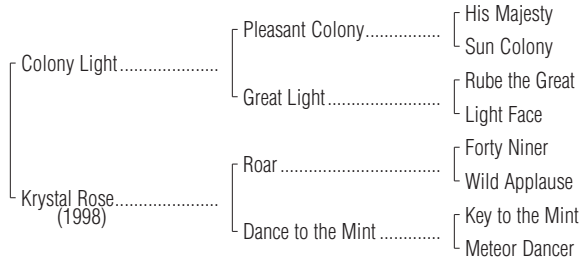 His Majesty
Pleasant Colony
Sun Colony
Colony Light
Rube the Great
Great Light
Light Face
Forty Niner
Roar
Wild Applause
Krystal Rose
(1998)
Key to the Mint
Dance to the Mint
Meteor Dancer